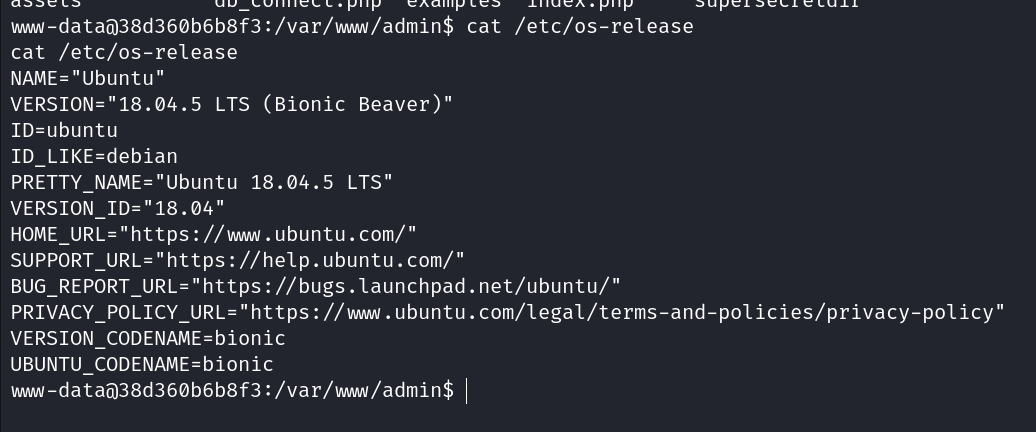 assets db_connect.php examples index.php supersecretdir
www-data@38d360b6b8f3:/var/www/admin$ cat /etc/os-release
cat /etc/os-release
NAME="Ubuntu"
VERSION="18.04.5 LTS (Bionic Beaver)"
ID=ubuntu
ID_LIKE=debian
PRETTY_NAME="Ubuntu 18.04.5 LTS"
VERSION_ID="18.04"
HOME_URL="https://www.ubuntu.com/"
SUPPORT_URL="https://help.ubuntu.com/"
BUG_REPORT_URL="https://bugs.launchpad.net/ubuntu/"
PRIVACY_POLICY_URL="https://www.ubuntu.com/legal/terms-and-policies/privacy-policy"
VERSION_CODENAME=bionic
UBUNTU_CODENAME=bionic
www-data@38d360b6b8f3:/var/www/admin$